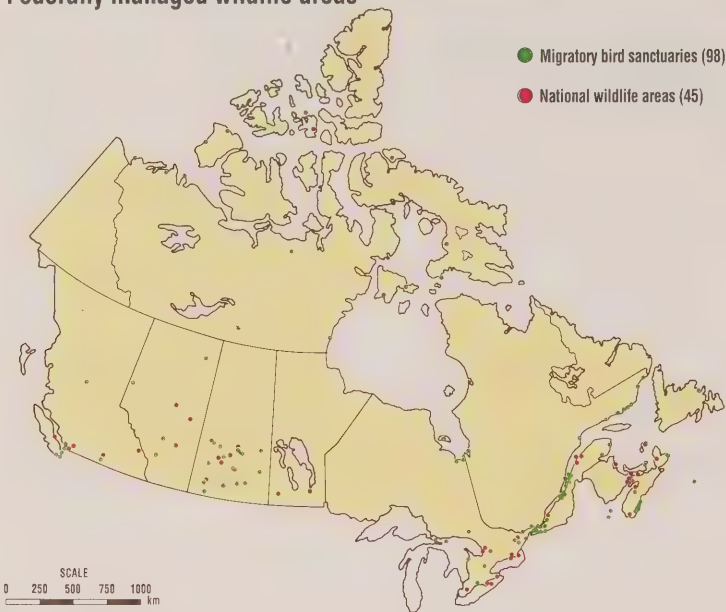 Federally managed wildlife areas
Migratory bird sanctuaries (98)
National wildlife areas (45)
SCALE
0 250 500 750 1000
km